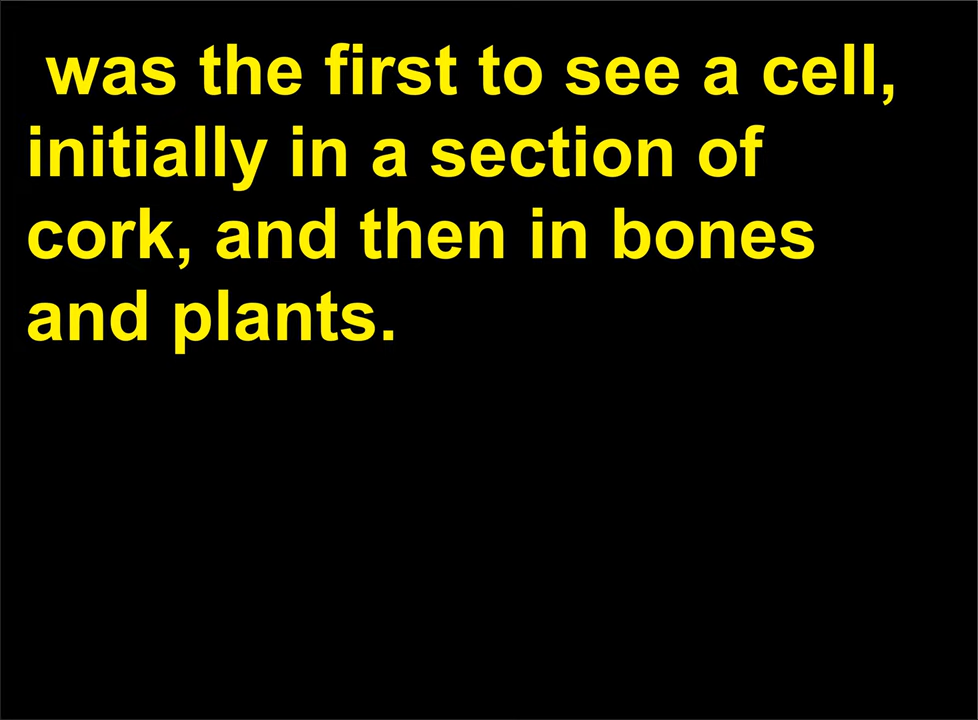 was the first to see a cell,
initially in a section of
cork, and then in bones
and plants.